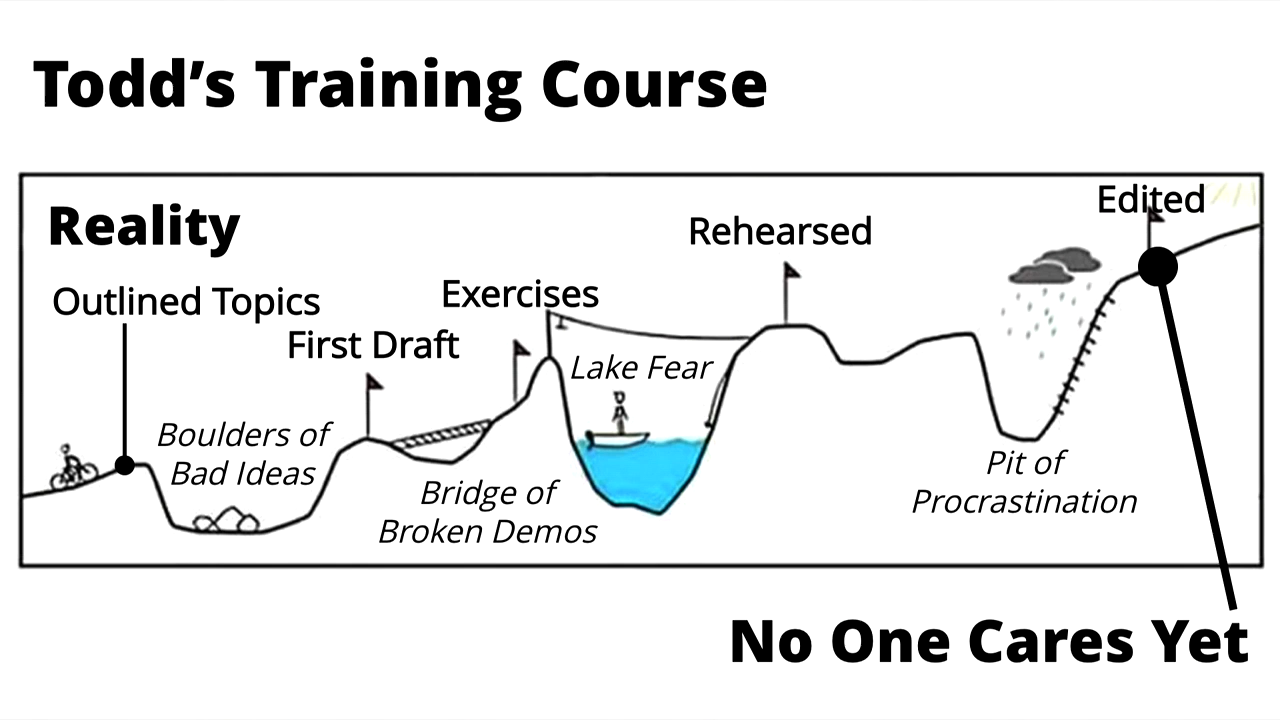 Todd’s Training Course
Reality
Edited
Rehearsed
Outlined Topics
Exercises
First Draft
Lake Fear
Boulders of
Bad Ideas
Bridge of
Broken Demos
Pit of
Procrastination
No One Cares Yet